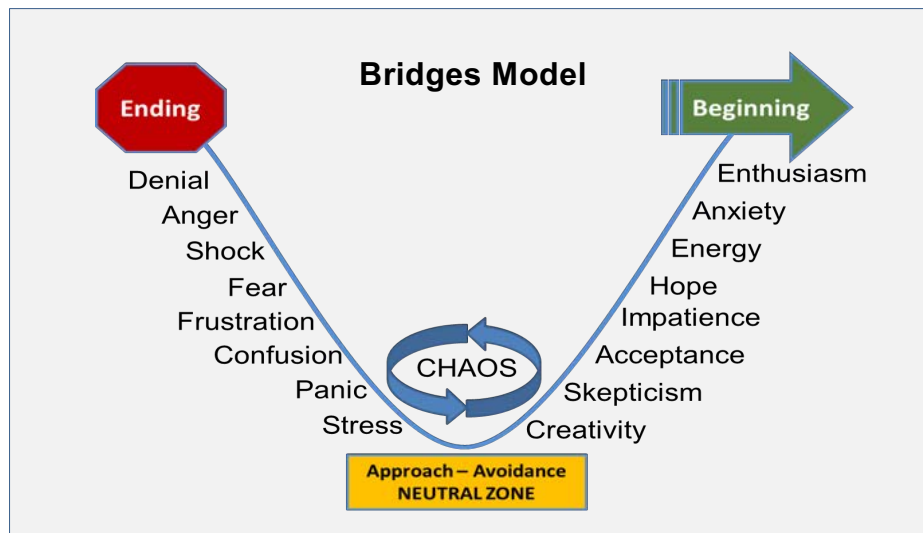 Bridges Model
Ending
Beginning
Denial
Anger
Shock
Fear
Frustration
Confusion
Panic
Stress
CHAOS
Enthusiasm
Anxiety
Energy
Hope
Impatience
Acceptance
Skepticism
Creativity
Approach – Avoidance
NEUTRAL ZONE